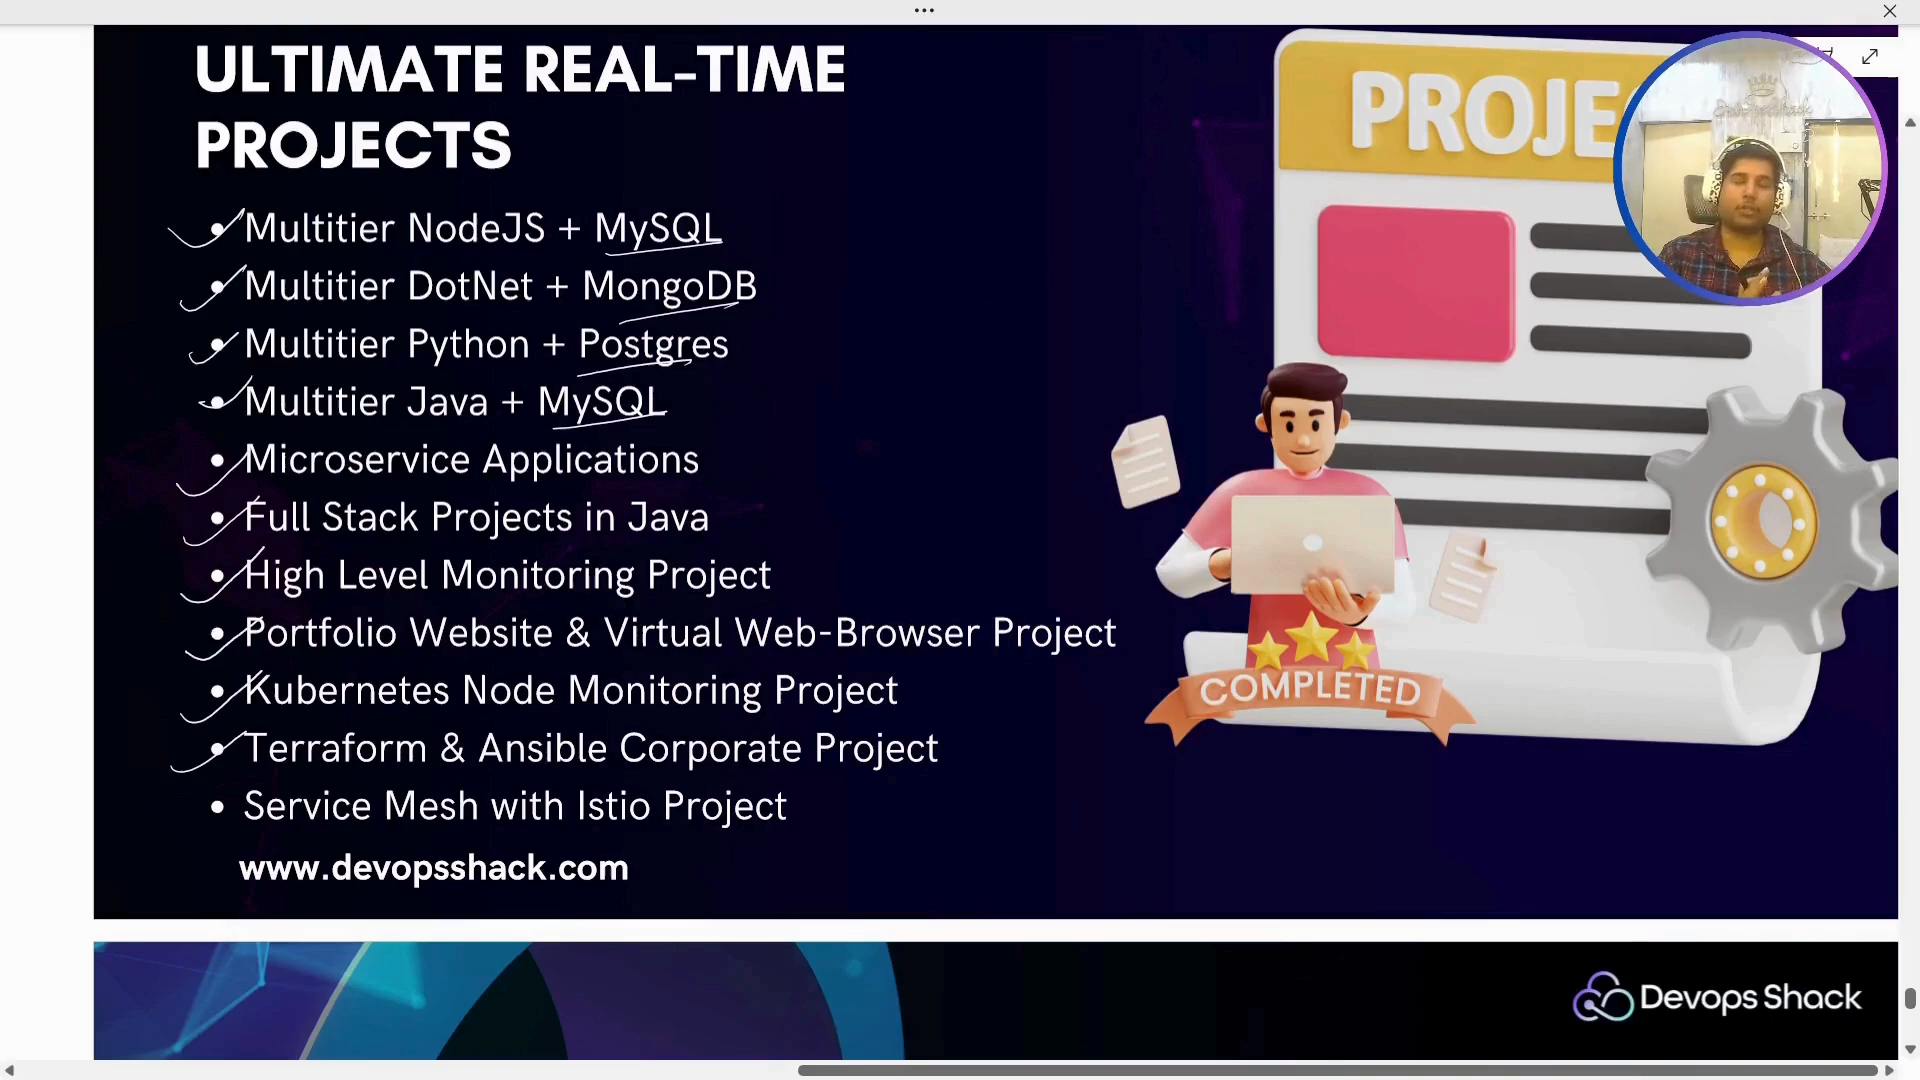 ULTIMATE REAL-TIME
PROJECTS
• Multitier NodeJS + MySQL
• Multitier DotNet + MongoDB
• Multitier Python + Postgres
• Multitier Java + MySQL
• Microservice Applications
• Full Stack Projects in Java
• High Level Monitoring Project
• Portfolio Website & Virtual Web-Browser Project
• Kubernetes Node Monitoring Project
• Terraform & Ansible Corporate Project
• Service Mesh with Istio Project
www.devopsshack.com
PROJE
COMPLETED
Devops Shack